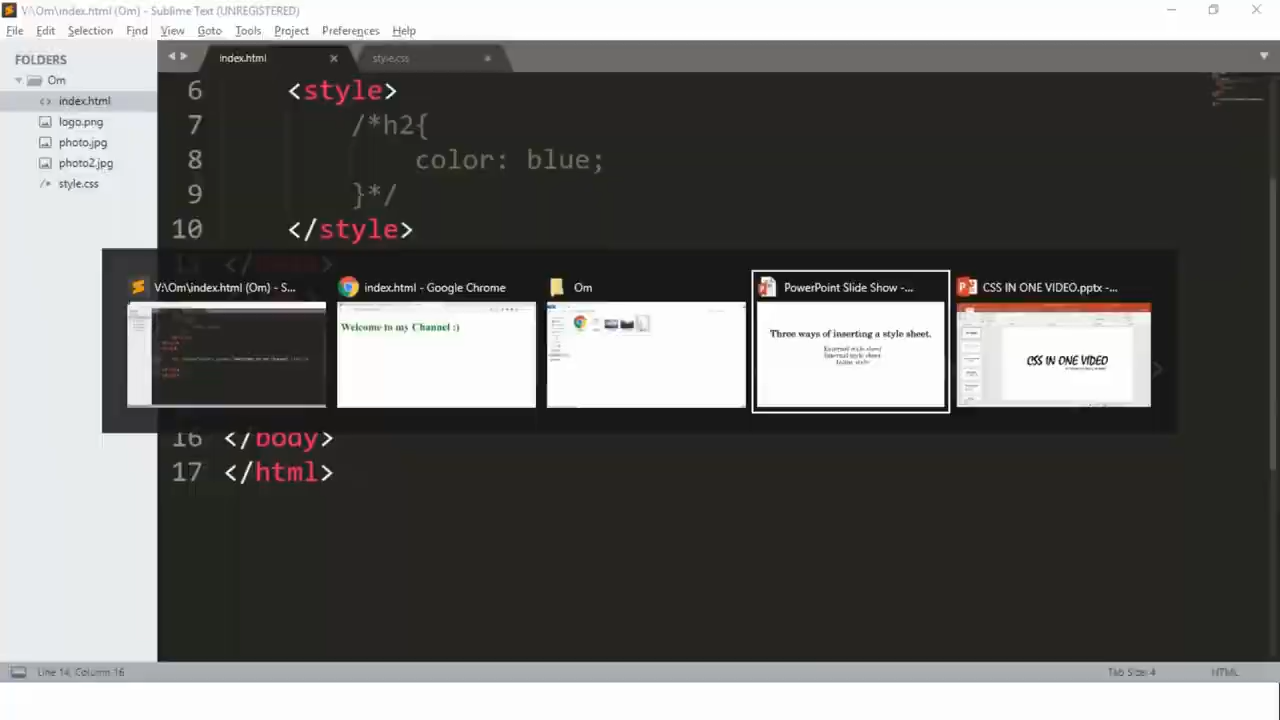 V:\Om\index.html (Om) - Sublime Text (UNREGISTERED)
File Edit Selection Find View Goto Tools Project Preferences Help
FOLDERS
Om
index.html
logo.png
photo.jpg
photo2.jpg
style.css
index.html
style.css
6 <style>
7 /*h2{
8 color: blue;
9 }*/
10 </style>
V:\Om\index.html (Om) - S...
index.html - Google Chrome
Om
PowerPoint Slide Show -...
CSS IN ONE VIDEO.pptx -...
Welcome to my Channel :)
Three ways of inserting a style sheet.
External style sheet
Internal style sheet
Inline style
CSS IN ONE VIDEO
16 </body>
17 </html>
Line 14, Column 16
Tab Size: 4
HTML